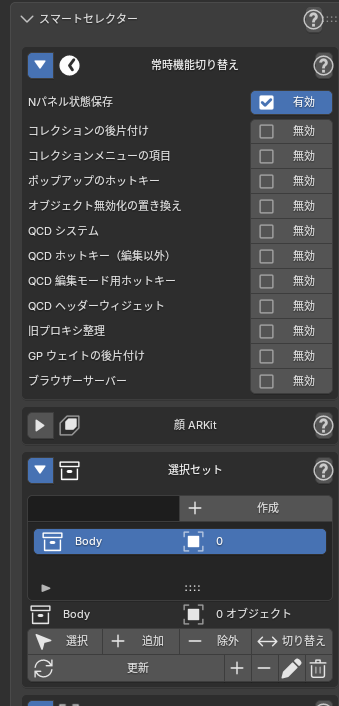 スマートセレクター
常時機能切り替え
Nパネル状態保存 有効
コレクションの後片付け 無効
コレクションメニューの項目 無効
ポップアップのホットキー 無効
オブジェクト無効化の置き換え 無効
QCD システム 無効
QCD ホットキー（編集以外） 無効
QCD 編集モード用ホットキー 無効
QCD ヘッダーウィジェット 無効
旧プロキシ整理 無効
GP ウェイトの後片付け 無効
ブラウザーサーバー 無効
顔 ARKit
選択セット
作成
Body 0
Body 0 オブジェクト
選択 追加 除外 切り替え
更新